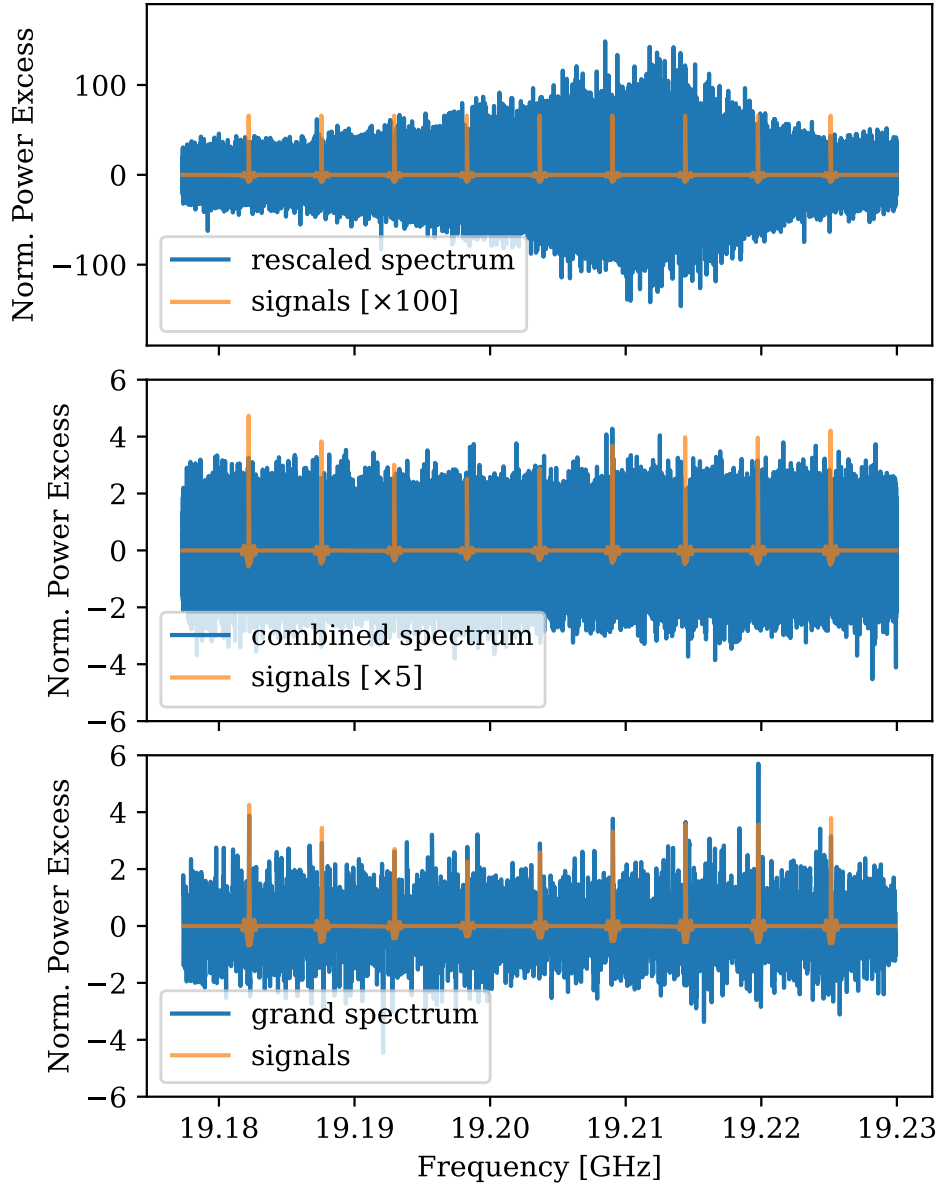 Norm. Power Excess
100
0
−100
rescaled spectrum
signals [×100]
Norm. Power Excess
6
4
2
0
−2
−4
−6
combined spectrum
signals [×5]
Norm. Power Excess
6
4
2
0
−2
−4
−6
grand spectrum
signals
19.18 19.19 19.20 19.21 19.22 19.23
Frequency [GHz]